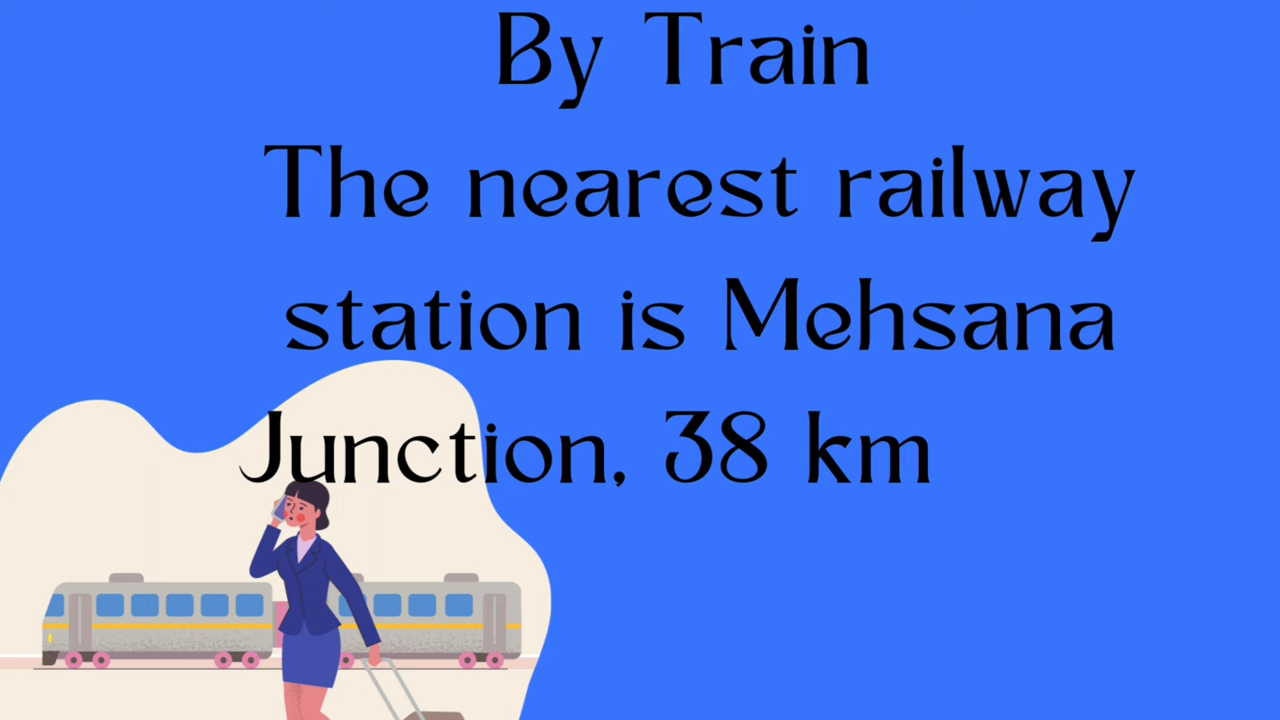 By Train
The nearest railway
station is Mehsana
Junction, 38 km